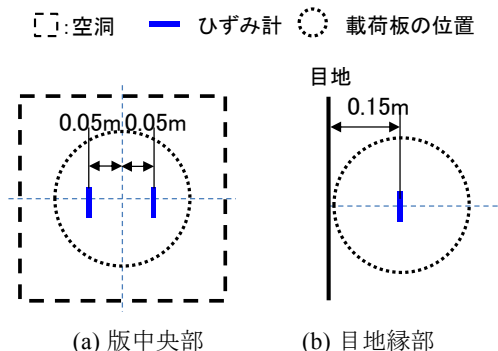 :空洞 ひずみ計 載荷板の位置
目地
0.05m 0.05m
0.15m
(a) 版中央部
(b) 目地縁部